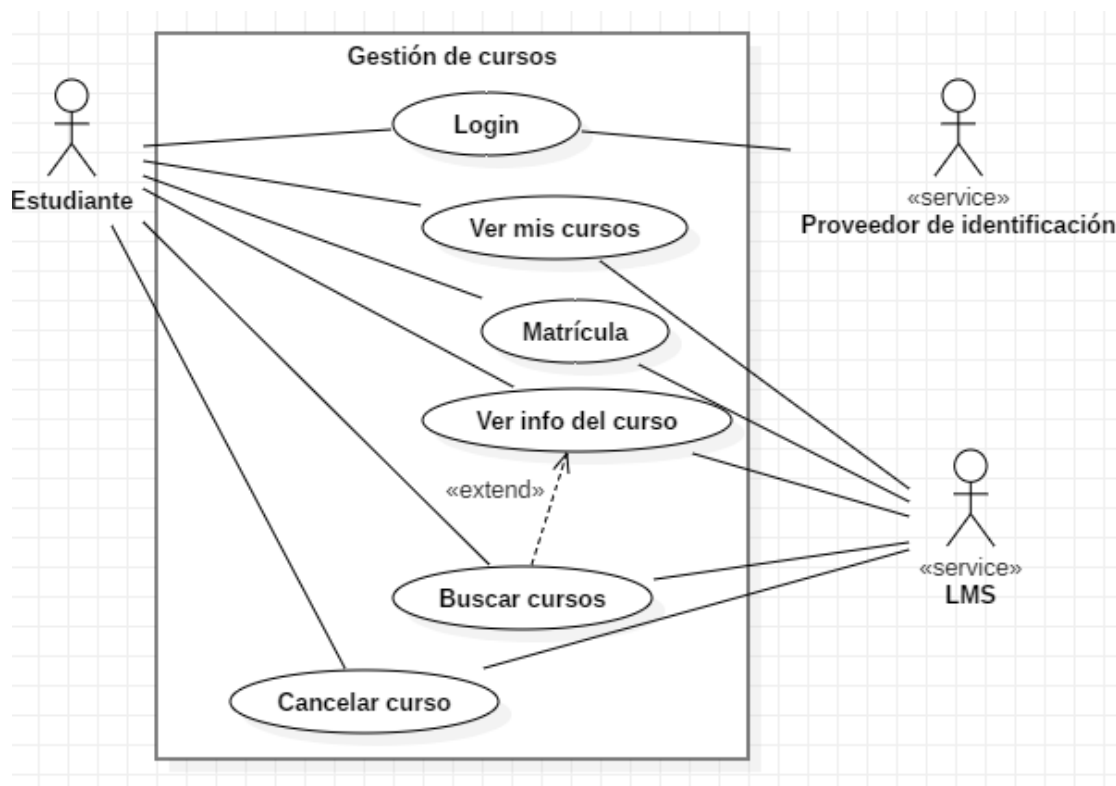 Gestión de cursos
Login
Estudiante
«service»
Proveedor de identificación
Ver mis cursos
Matrícula
Ver info del curso
«extend»
«service»
LMS
Buscar cursos
Cancelar curso